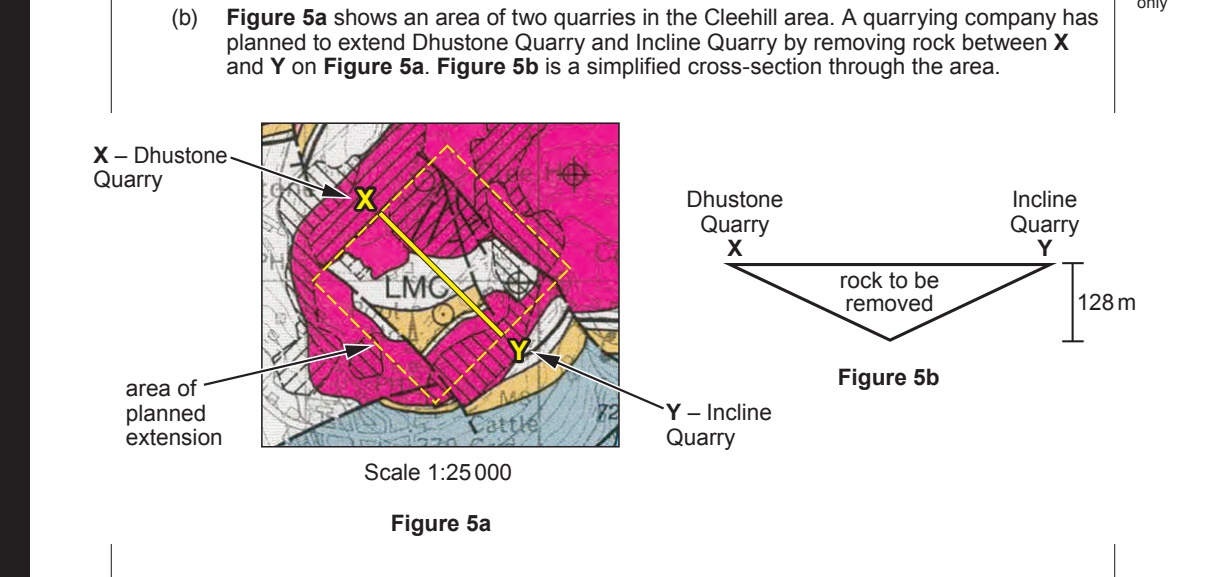 only
(b) Figure 5a shows an area of two quarries in the Cleehill area. A quarrying company has
planned to extend Dhustone Quarry and Incline Quarry by removing rock between X
and Y on Figure 5a. Figure 5b is a simplified cross-section through the area.
X – Dhustone
Quarry
X
LMC
Y
Cattle
72
area of
planned
extension
Y – Incline
Quarry
Scale 1:25 000
Figure 5a
Dhustone
Quarry
X
Incline
Quarry
Y
rock to be
removed
128 m
Figure 5b